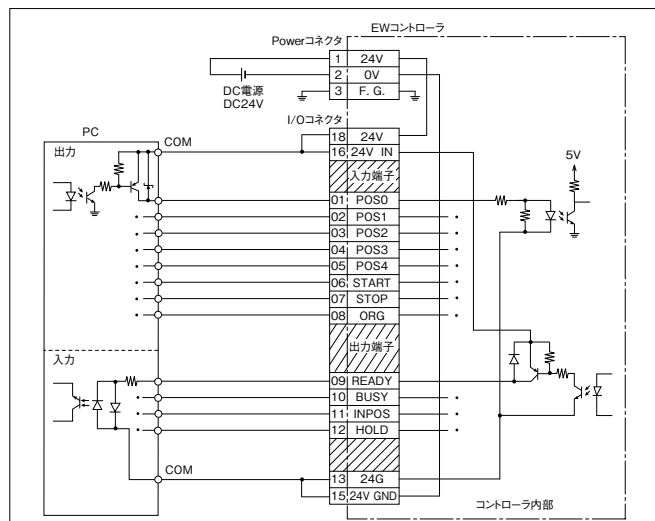 EWコントローラ
Powerコネクタ
1 24V
2 0V
3 F. G.
DC電源
DC24V
I/Oコネクタ
PC
COM
出力
18 24V
16 24V IN
入力端子
5V
01 POS0
02 POS1
03 POS2
04 POS3
05 POS4
06 START
07 STOP
08 ORG
出力端子
入力
09 READY
10 BUSY
11 INPOS
12 HOLD
COM
13 24G
15 24V GND
コントローラ内部